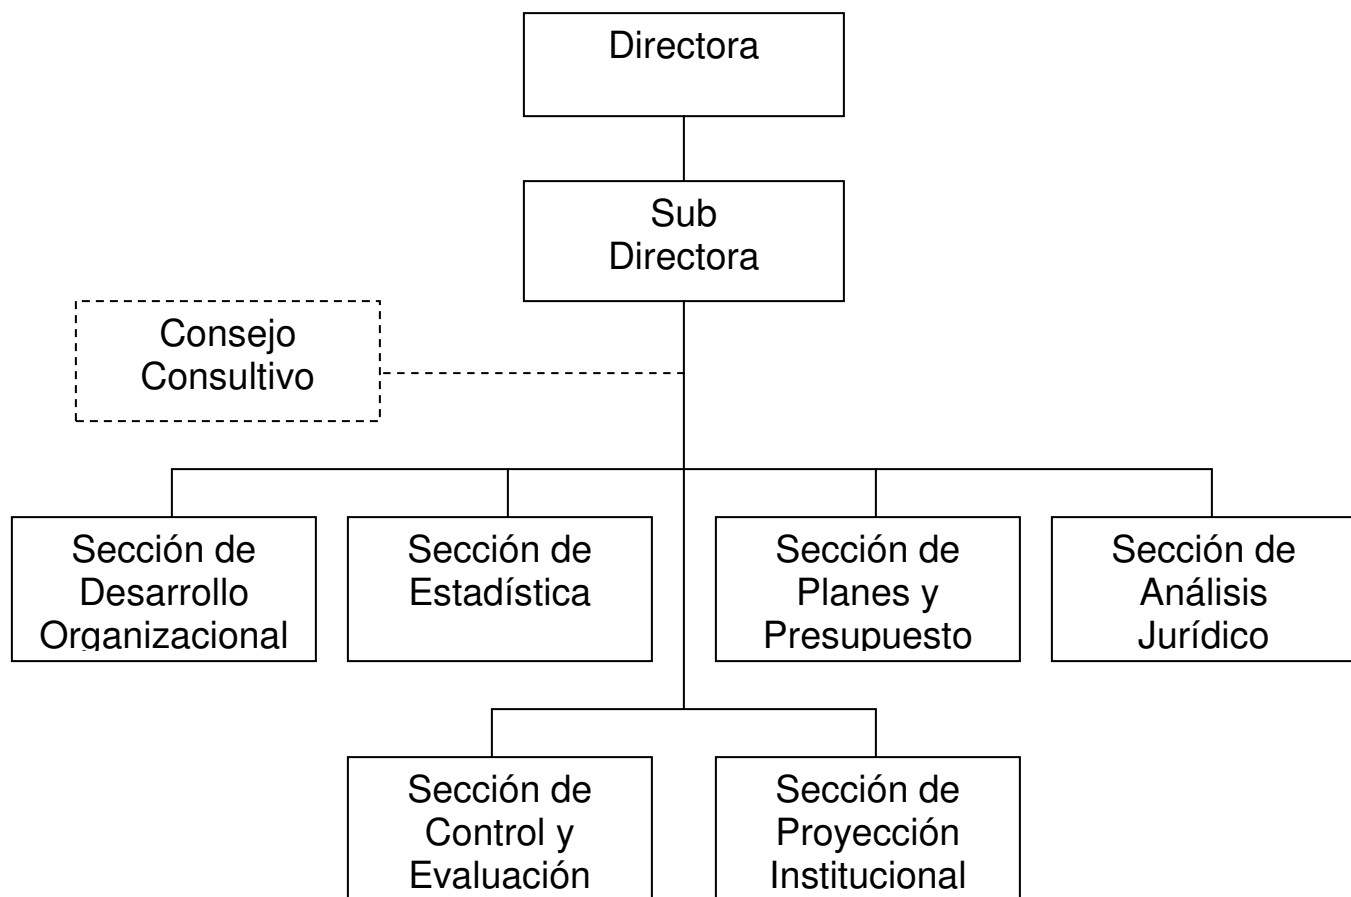 Directora
Sub
Directora
Consejo
Consultivo
Sección de
Desarrollo
Organizacional
Sección de
Estadística
Sección de
Planes y
Presupuesto
Sección de
Análisis
Jurídico
Sección de
Control y
Evaluación
Sección de
Proyección
Institucional